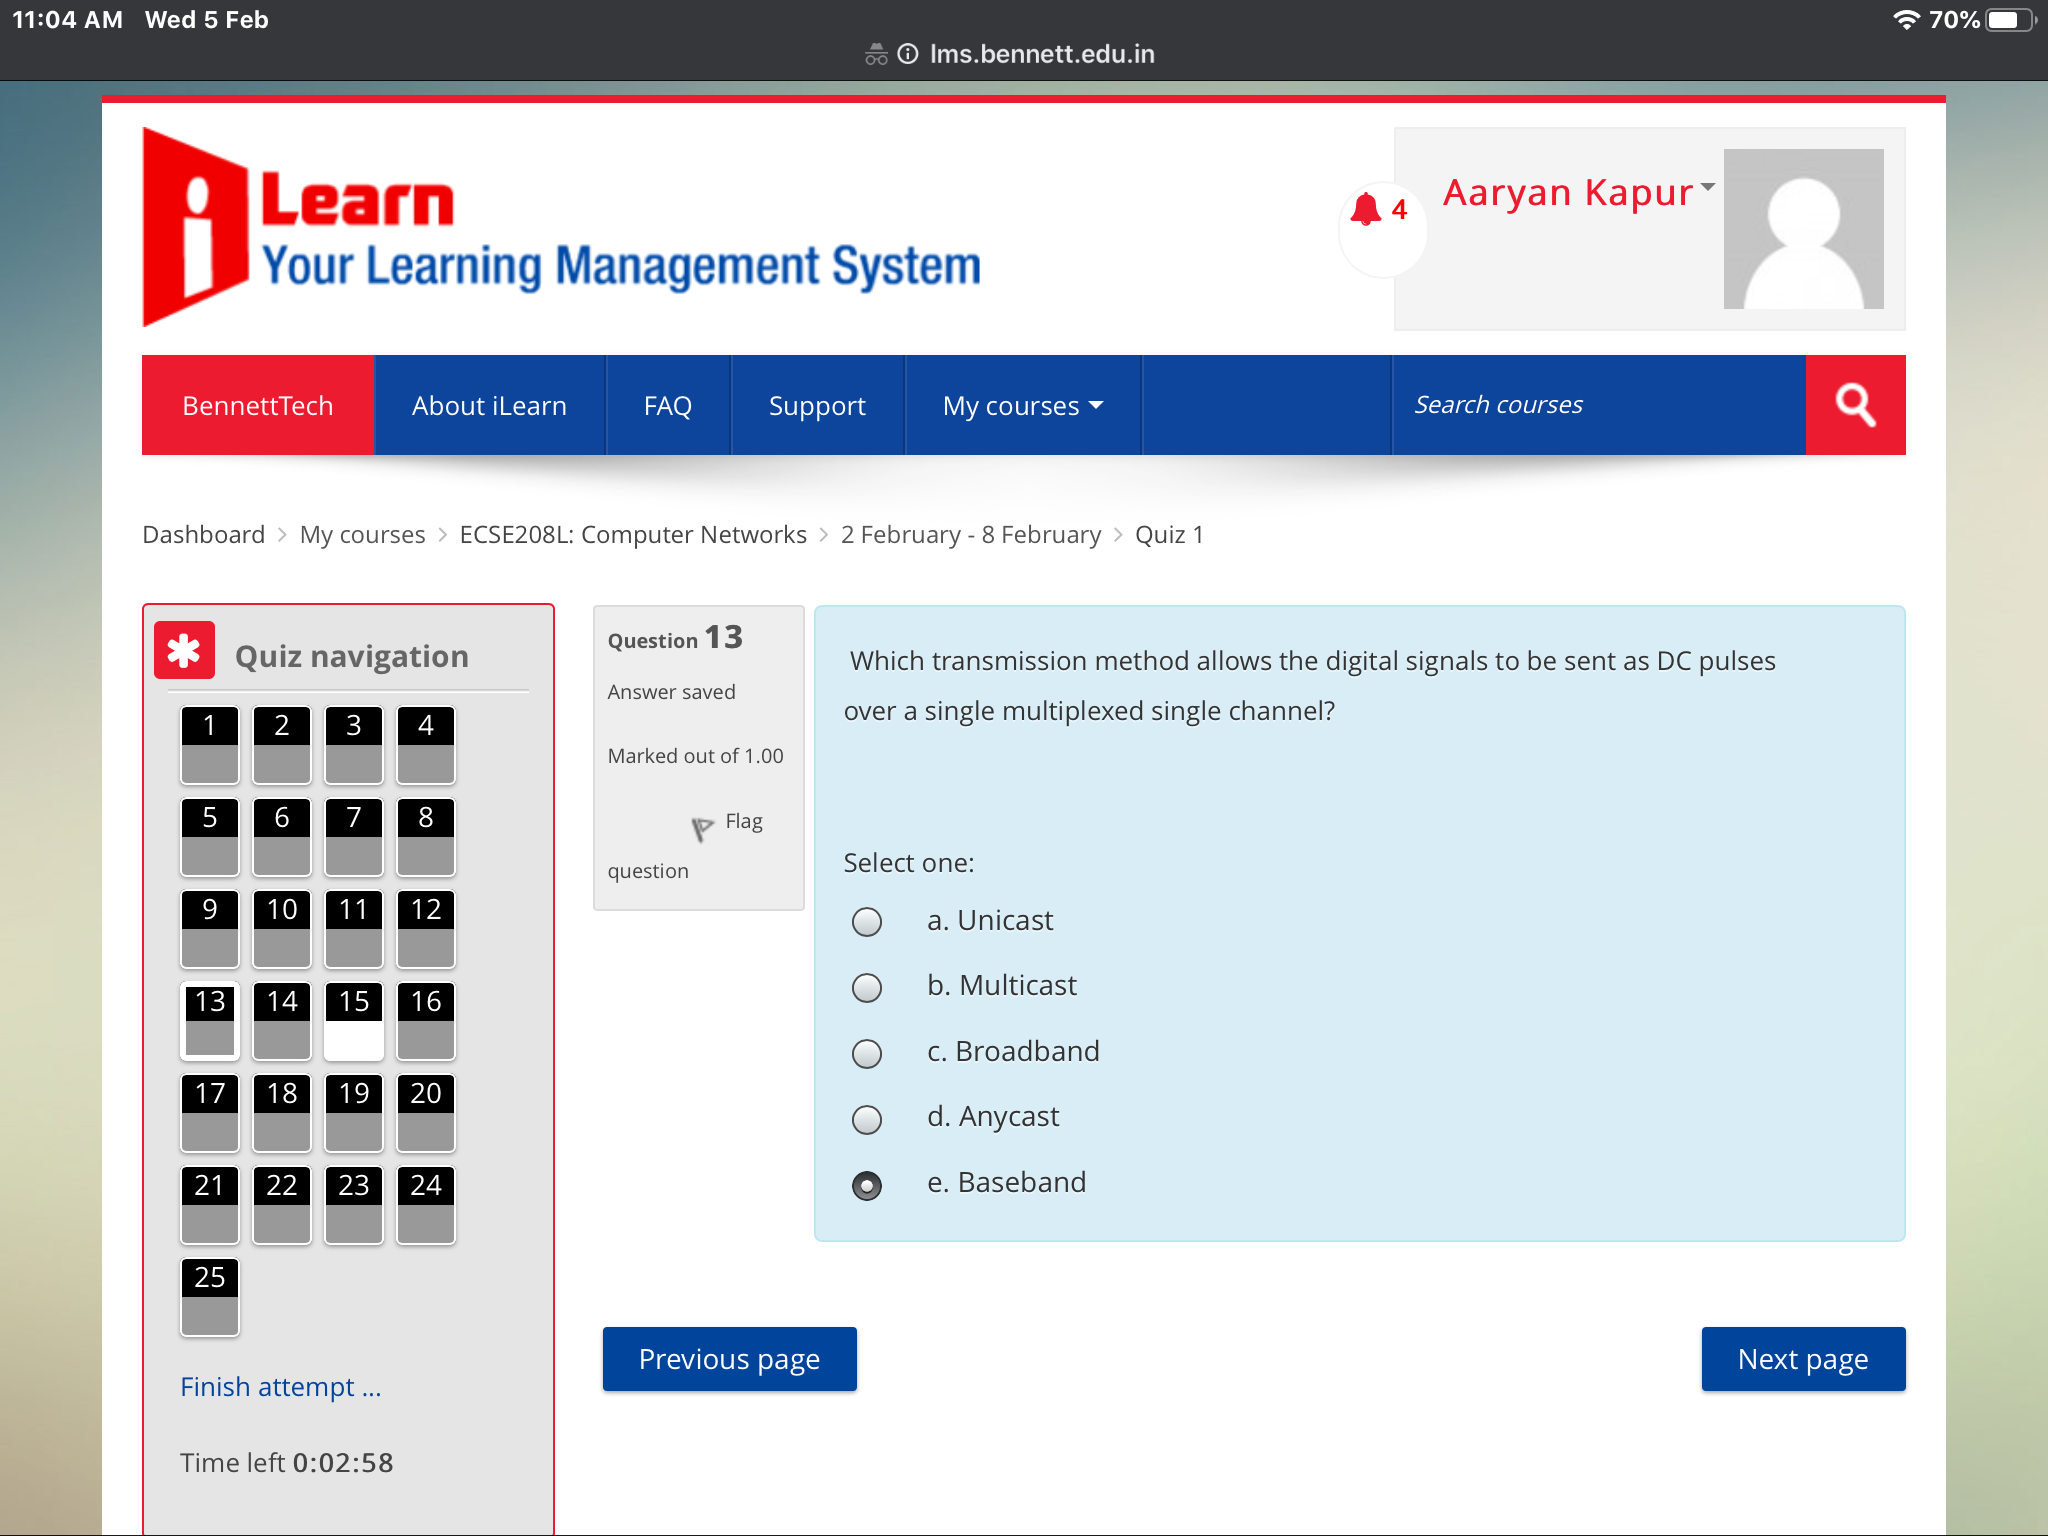 11:04 AM Wed 5 Feb
70%
lms.bennett.edu.in
i Learn
Your Learning Management System
4
Aaryan Kapur
BennettTech About iLearn FAQ Support My courses Search courses
Dashboard > My courses > ECSE208L: Computer Networks > 2 February - 8 February > Quiz 1
Quiz navigation
1 2 3 4
5 6 7 8
9 10 11 12
13 14 15 16
17 18 19 20
21 22 23 24
25
Finish attempt ...
Time left 0:02:58
Question 13
Answer saved
Marked out of 1.00
Flag
question
Which transmission method allows the digital signals to be sent as DC pulses
over a single multiplexed single channel?
Select one:
a. Unicast
b. Multicast
c. Broadband
d. Anycast
e. Baseband
Previous page
Next page